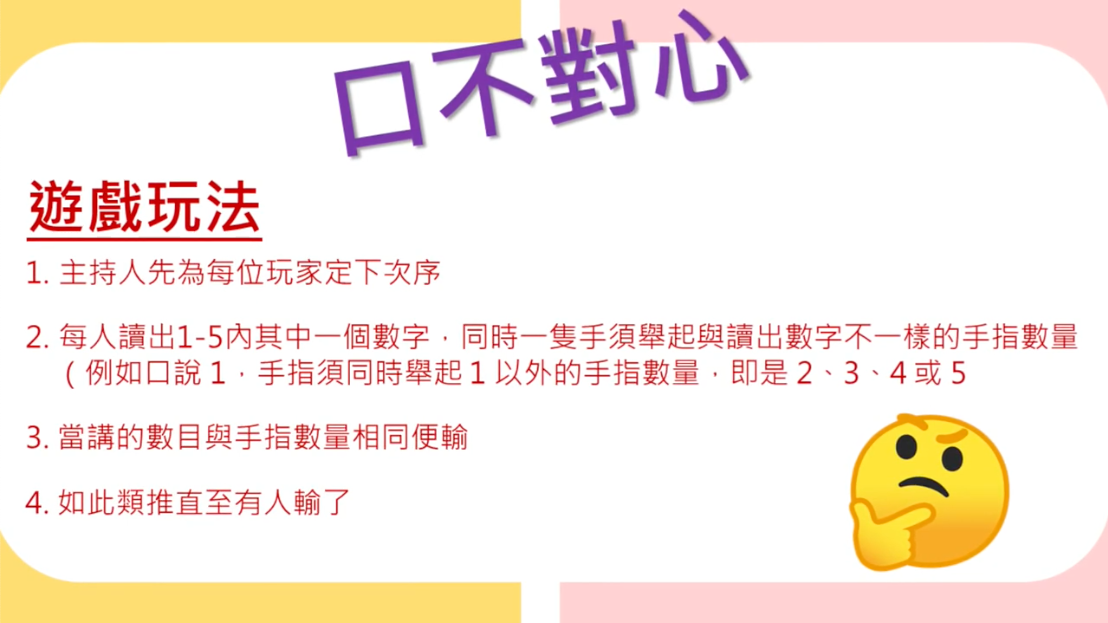 口不對心
遊戲玩法
1. 主持人先為每位玩家定下次序
2. 每人讀出1-5內其中一個數字，同時一隻手須舉起與讀出數字不一樣的手指數量
（例如口說 1，手指須同時舉起 1 以外的手指數量，即是 2、3、4 或 5
3. 當講的數目與手指數量相同便輸
4. 如此類推直至有人輸了